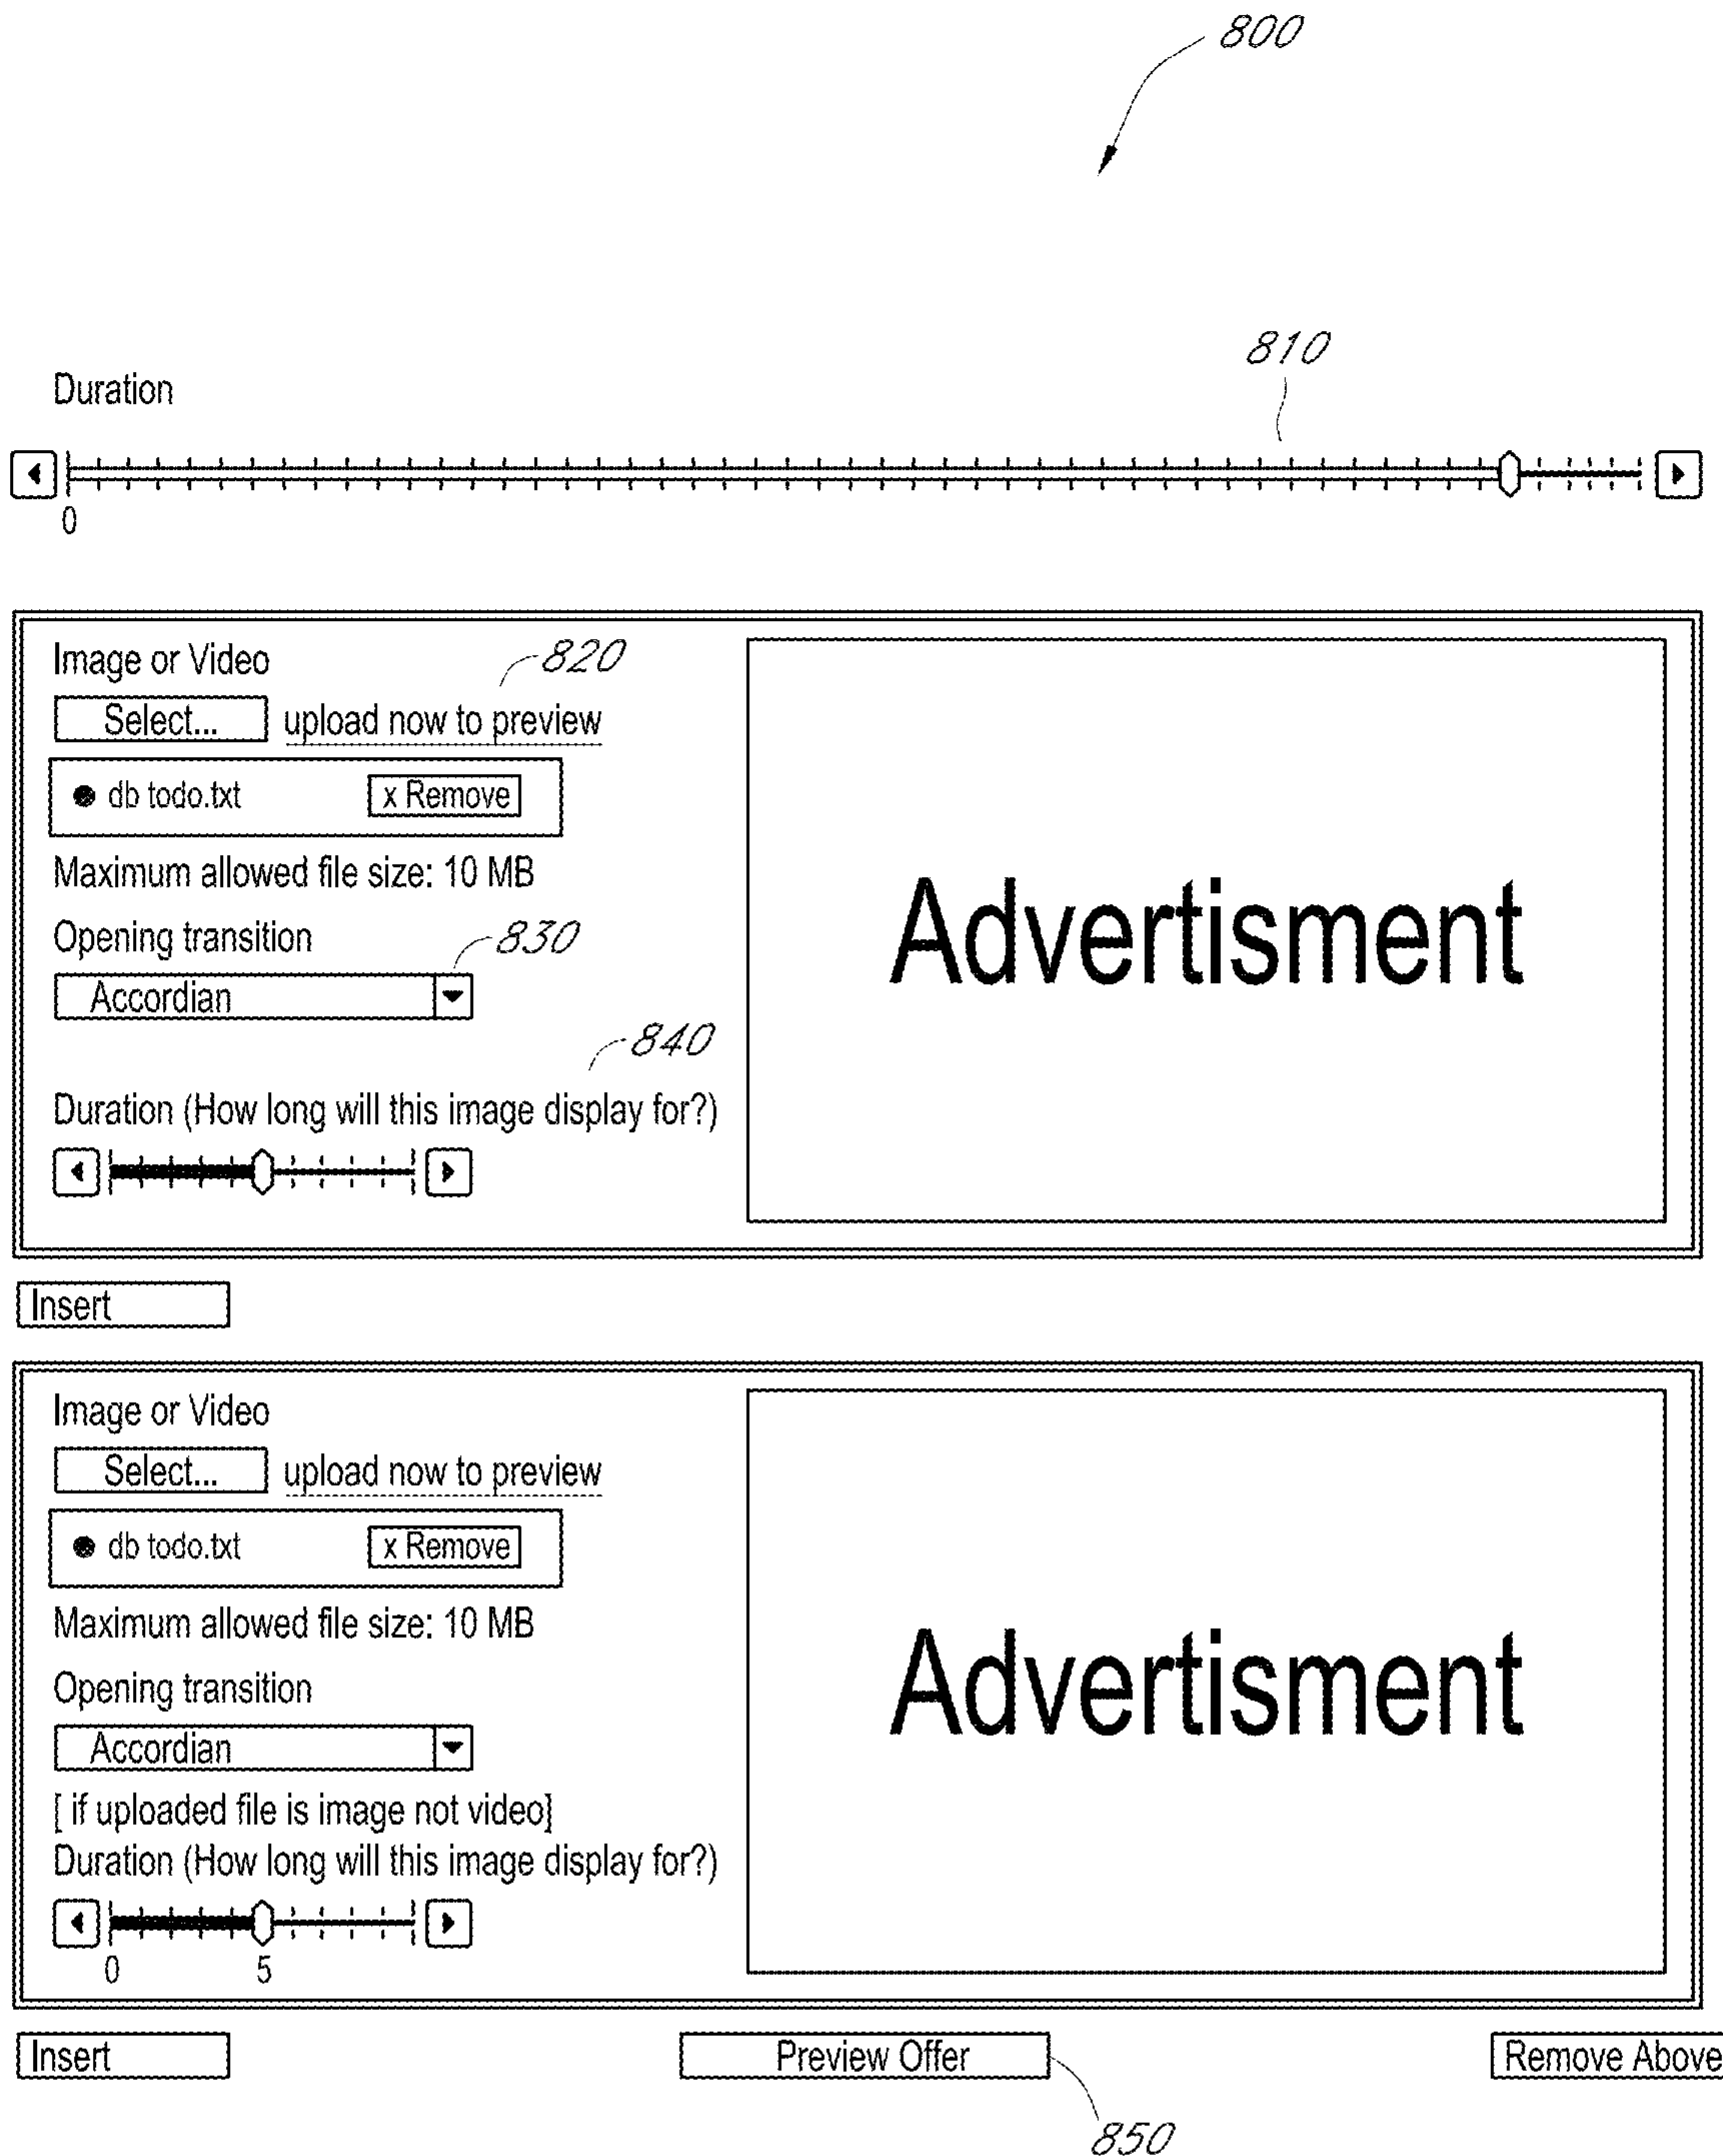 800
810
Duration
0
Image or Video
820
Select... upload now to preview
db todo.txt x Remove
Maximum allowed file size: 10 MB
Opening transition
830
Accordian
840
Duration (How long will this image display for?)
Advertisment
Insert
Image or Video
Select... upload now to preview
db todo.txt x Remove
Maximum allowed file size: 10 MB
Opening transition
Accordian
[ if uploaded file is image not video]
Duration (How long will this image display for?)
0 5
Advertisment
Insert Preview Offer Remove Above
850